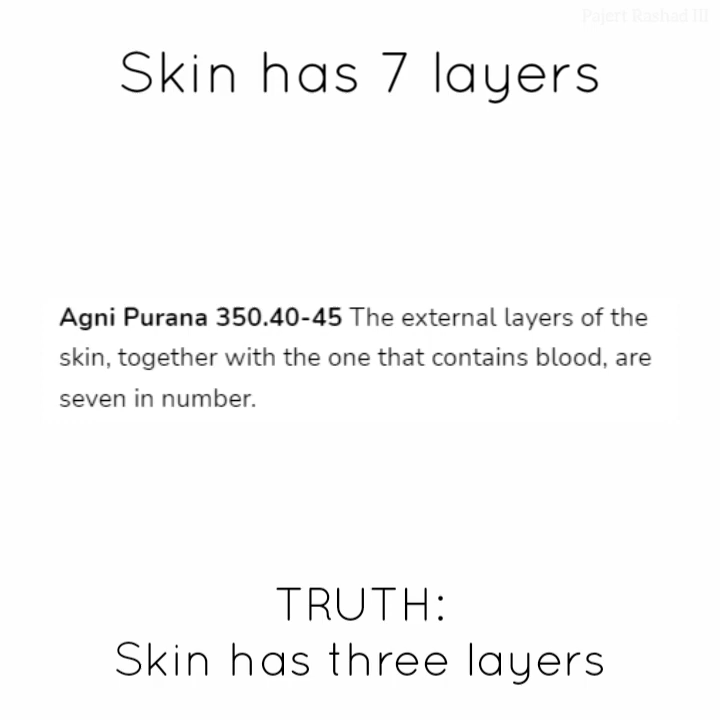 Pajert Rashad III
Skin has 7 layers
Agni Purana 350.40-45 The external layers of the
skin, together with the one that contains blood, are
seven in number.
TRUTH:
Skin has three layers